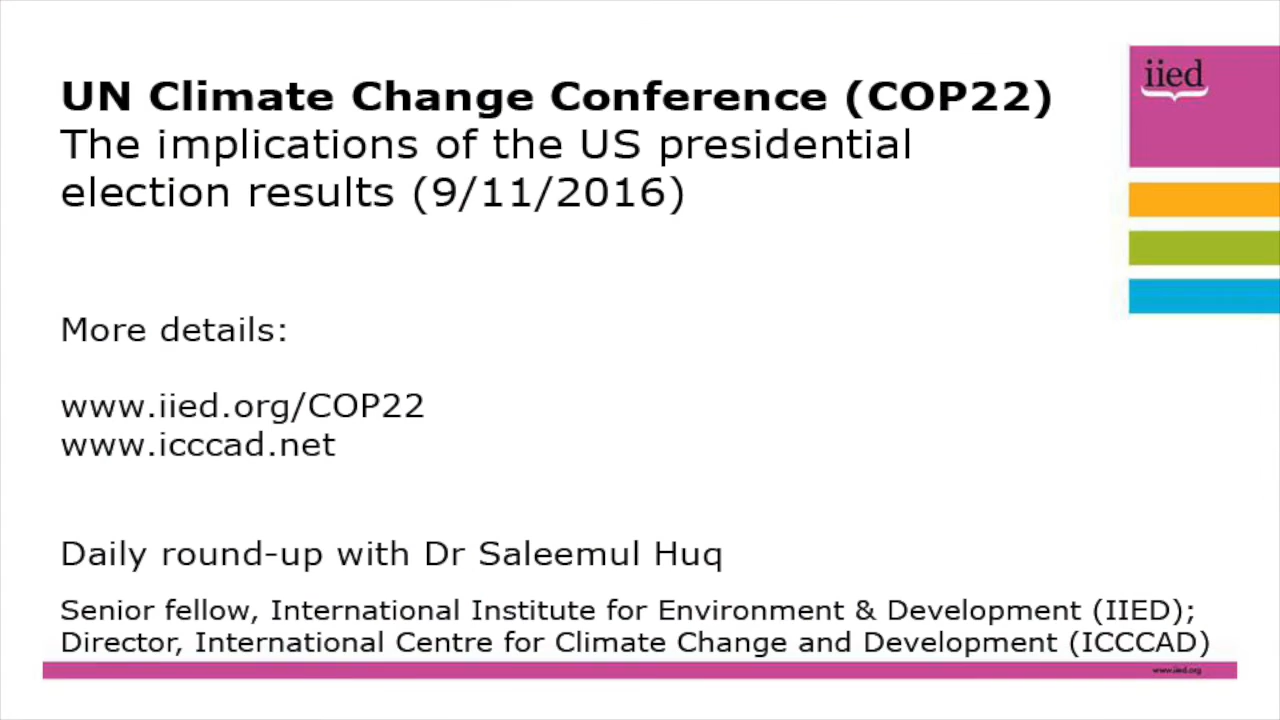 UN Climate Change Conference (COP22)
The implications of the US presidential
election results (9/11/2016)
iied
More details:
www.iied.org/COP22
www.icccad.net
Daily round-up with Dr Saleemul Huq
Senior fellow, International Institute for Environment & Development (IIED);
Director, International Centre for Climate Change and Development (ICCCAD)
www.iied.org